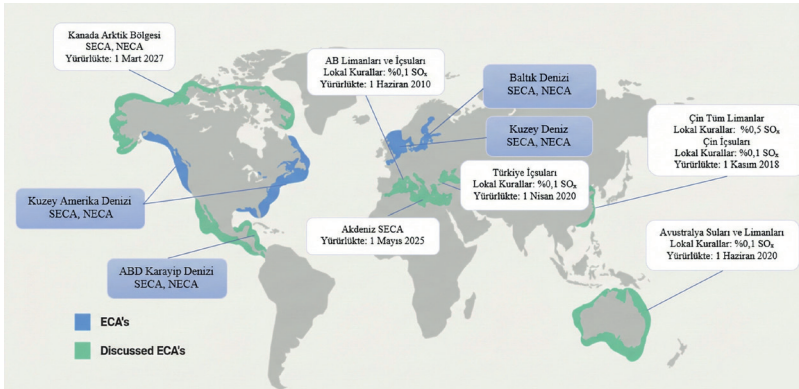 Kanada Arktik Bölgesi
SECA, NECA
Yürürlükte: 1 Mart 2027
AB Limanları ve İçsuları
Lokal Kurallar: %0,1 SOₓ
Yürürlükte: 1 Haziran 2010
Baltık Denizi
SECA, NECA
Kuzey Deniz
SECA, NECA
Çin Tüm Limanlar
Lokal Kurallar: %0,5 SOₓ
Çin İçsuları
Lokal Kurallar: %0,1 SOₓ
Yürürlükte: 1 Kasım 2018
Türkiye İçsuları
Lokal Kurallar: %0,1 SOₓ
Yürürlükte: 1 Nisan 2020
Kuzey Amerika Denizi
SECA, NECA
Akdeniz SECA
Yürürlükte: 1 Mayıs 2025
Avustralya Suları ve Limanları
Lokal Kurallar: %0,1 SOₓ
Yürürlükte: 1 Haziran 2020
ABD Karayip Denizi
SECA, NECA
ECA's
Discussed ECA's